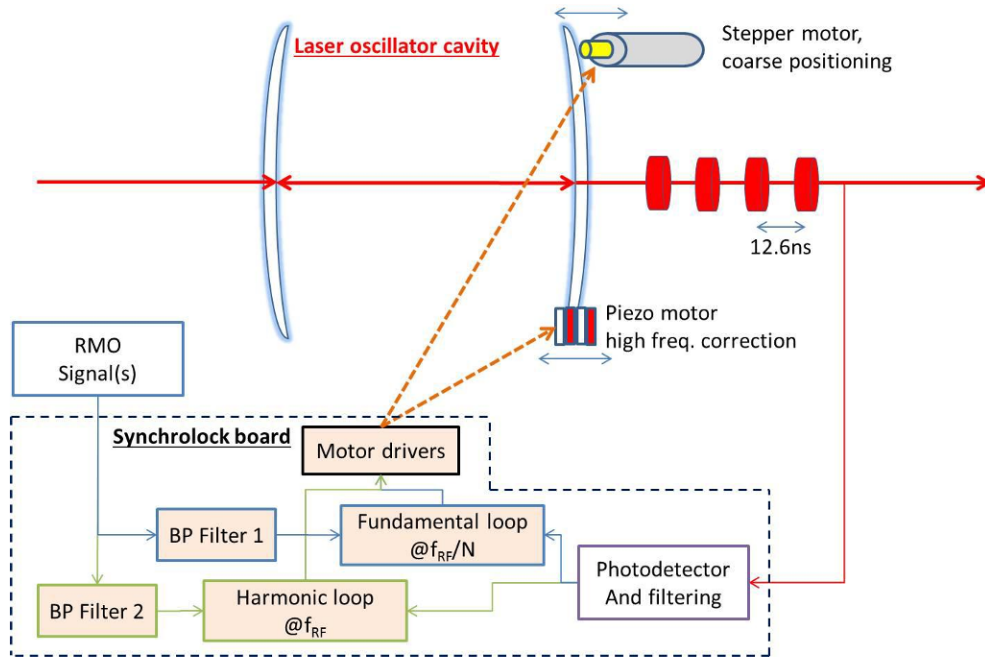 Laser oscillator cavity
Stepper motor,
coarse positioning
12.6ns
Piezo motor
high freq. correction
RMO
Signal(s)
Synchrolock board
Motor drivers
BP Filter 1
Fundamental loop
@fRF/N
Photodetector
And filtering
BP Filter 2
Harmonic loop
@fRF